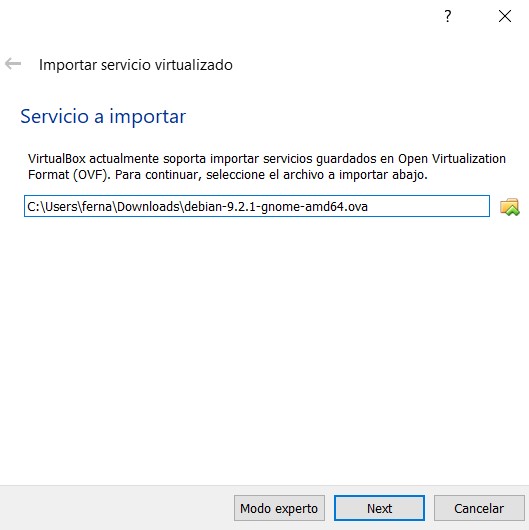 ?
Importar servicio virtualizado
Servicio a importar
VirtualBox actualmente soporta importar servicios guardados en Open Virtualization
Format (OVF). Para continuar, seleccione el archivo a importar abajo.
C:\Users\ferna\Downloads\debian-9.2.1-gnome-amd64.ova
Modo experto Next Cancelar